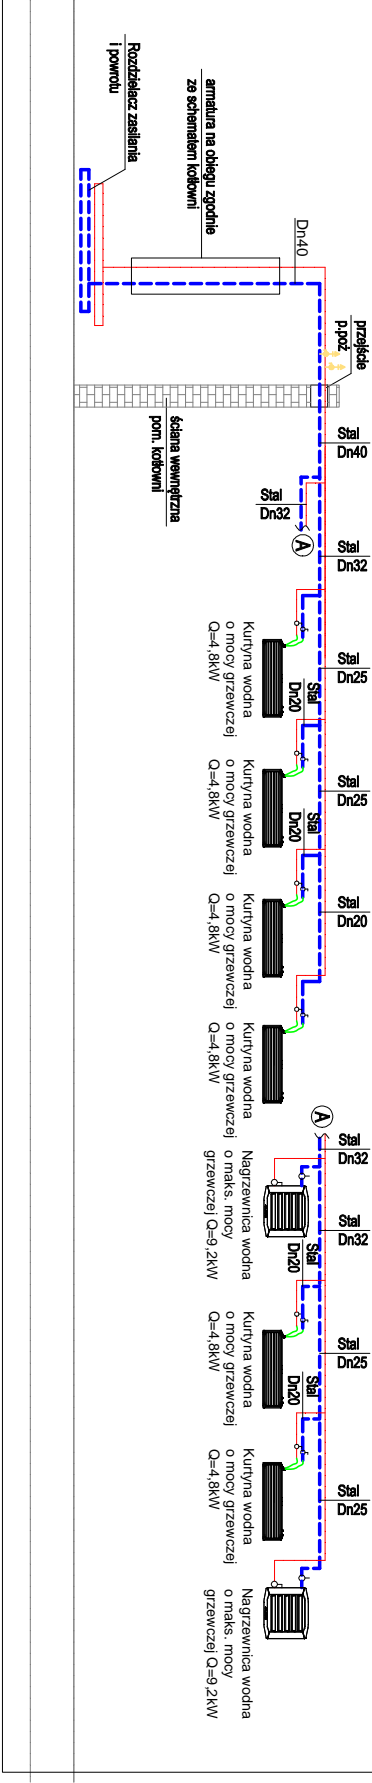 Rozdzielacz zasilania
i powrotu
armatura na obiegu zgodnie
ze schematem kotłowni
Dn40
przejście
p.poż
ściana wewnętrzna
pom. kotłowni
Stal
Dn40
Stal
Dn32
A
Stal
Dn32
Kurtyna wodna
o mocy grzewczej
Q=4,8kW
Stal
Dn25
Stal
Dn20
Kurtyna wodna
o mocy grzewczej
Q=4,8kW
Stal
Dn25
Stal
Dn20
Kurtyna wodna
o mocy grzewczej
Q=4,8kW
Stal
Dn20
Kurtyna wodna
o mocy grzewczej
Q=4,8kW
A
Stal
Dn32
Nagrzewnica wodna
o maks. mocy
grzewczej Q=9,2kW
Stal
Dn32
Stal
Dn20
Kurtyna wodna
o mocy grzewczej
Q=4,8kW
Stal
Dn25
Stal
Dn20
Kurtyna wodna
o mocy grzewczej
Q=4,8kW
Stal
Dn25
Nagrzewnica wodna
o maks. mocy
grzewczej Q=9,2kW